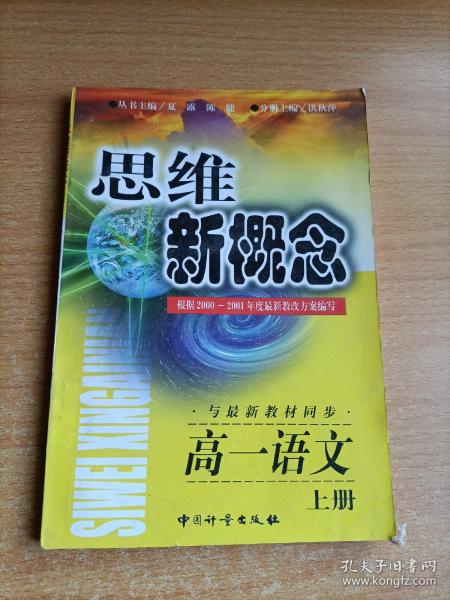 ●丛书主编／夏 露 陈 健 ●分册主编／洪秋萍
思维
新概念
根据2000-2001年度最新教改方案编写
SIWEI XINGAINIAN
·与最新教材同步·
高一语文
上册
中国计量出版社
孔夫子旧书网
www.kongfz.com